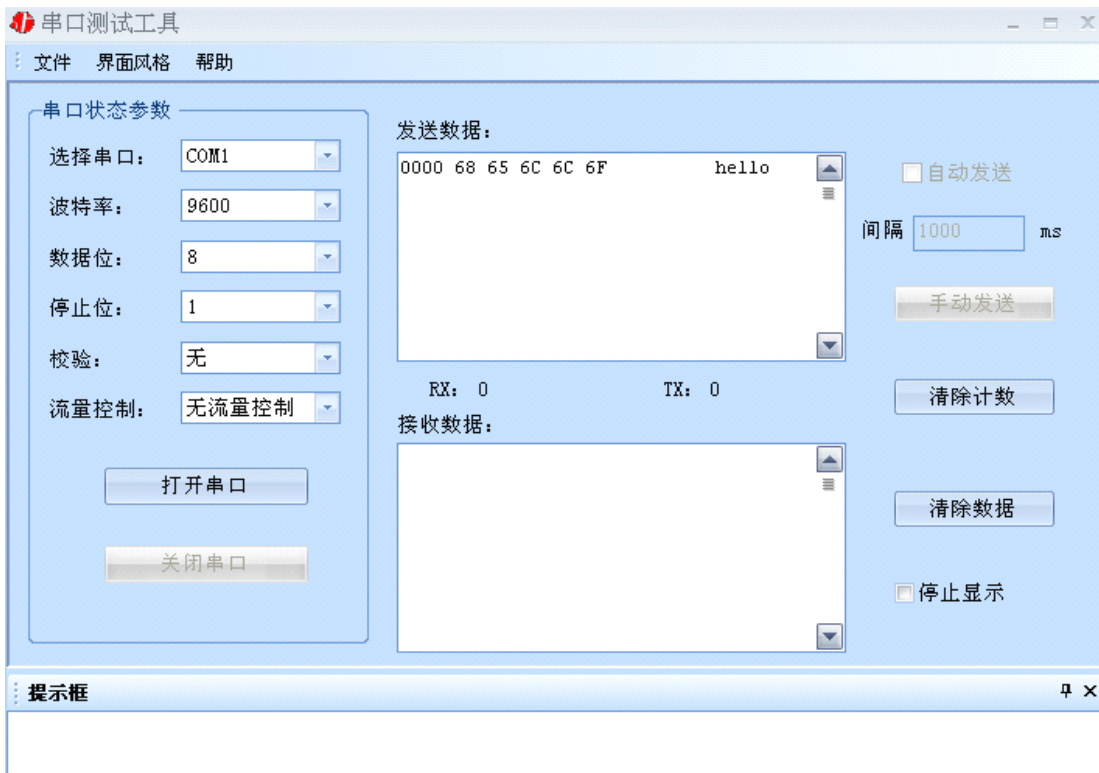 串口测试工具
文件 界面风格 帮助
串口状态参数
选择串口: COM1
波特率: 9600
数据位: 8
停止位: 1
校验: 无
流量控制: 无流量控制
打开串口
关闭串口
发送数据:
0000 68 65 6C 6C 6F hello
RX: 0 TX: 0
接收数据:
自动发送
间隔 1000 ms
手动发送
清除计数
清除数据
停止显示
提示框